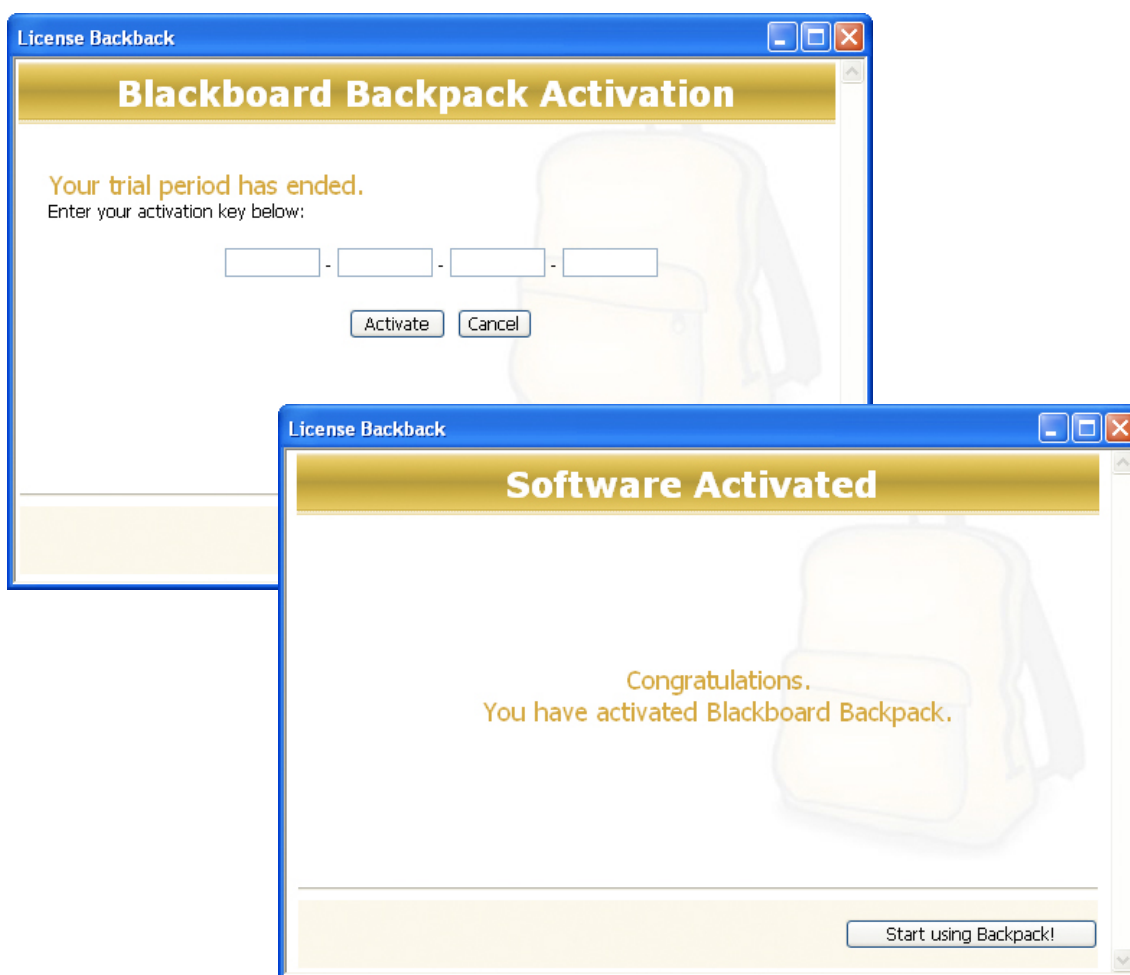 License Backback
Blackboard Backpack Activation
Your trial period has ended.
Enter your activation key below:
- - -
Activate Cancel
License Backback
Software Activated
Congratulations.
You have activated Blackboard Backpack.
Start using Backpack!